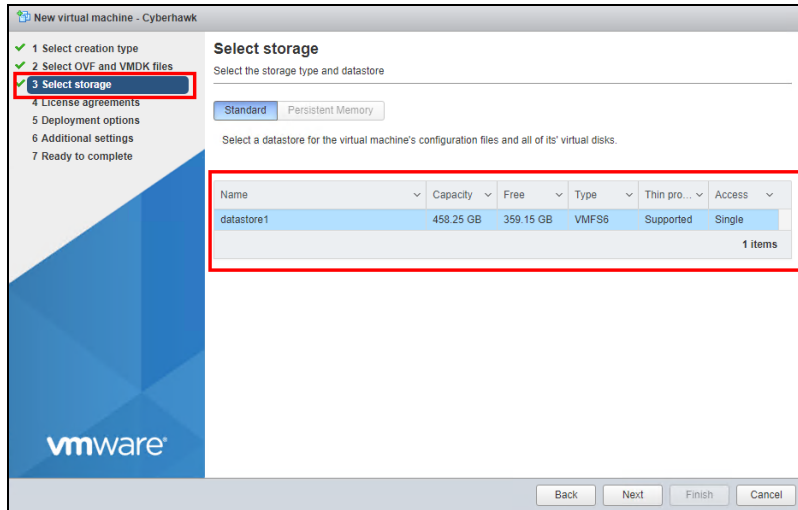 New virtual machine - Cyberhawk
1 Select creation type
2 Select OVF and VMDK files
3 Select storage
4 License agreements
5 Deployment options
6 Additional settings
7 Ready to complete
vmware®
Select storage
Select the storage type and datastore
Standard Persistent Memory
Select a datastore for the virtual machine's configuration files and all of its' virtual disks.
Name Capacity Free Type Thin pro... Access
datastore1 458.25 GB 359.15 GB VMFS6 Supported Single
1 items
Back Next Finish Cancel